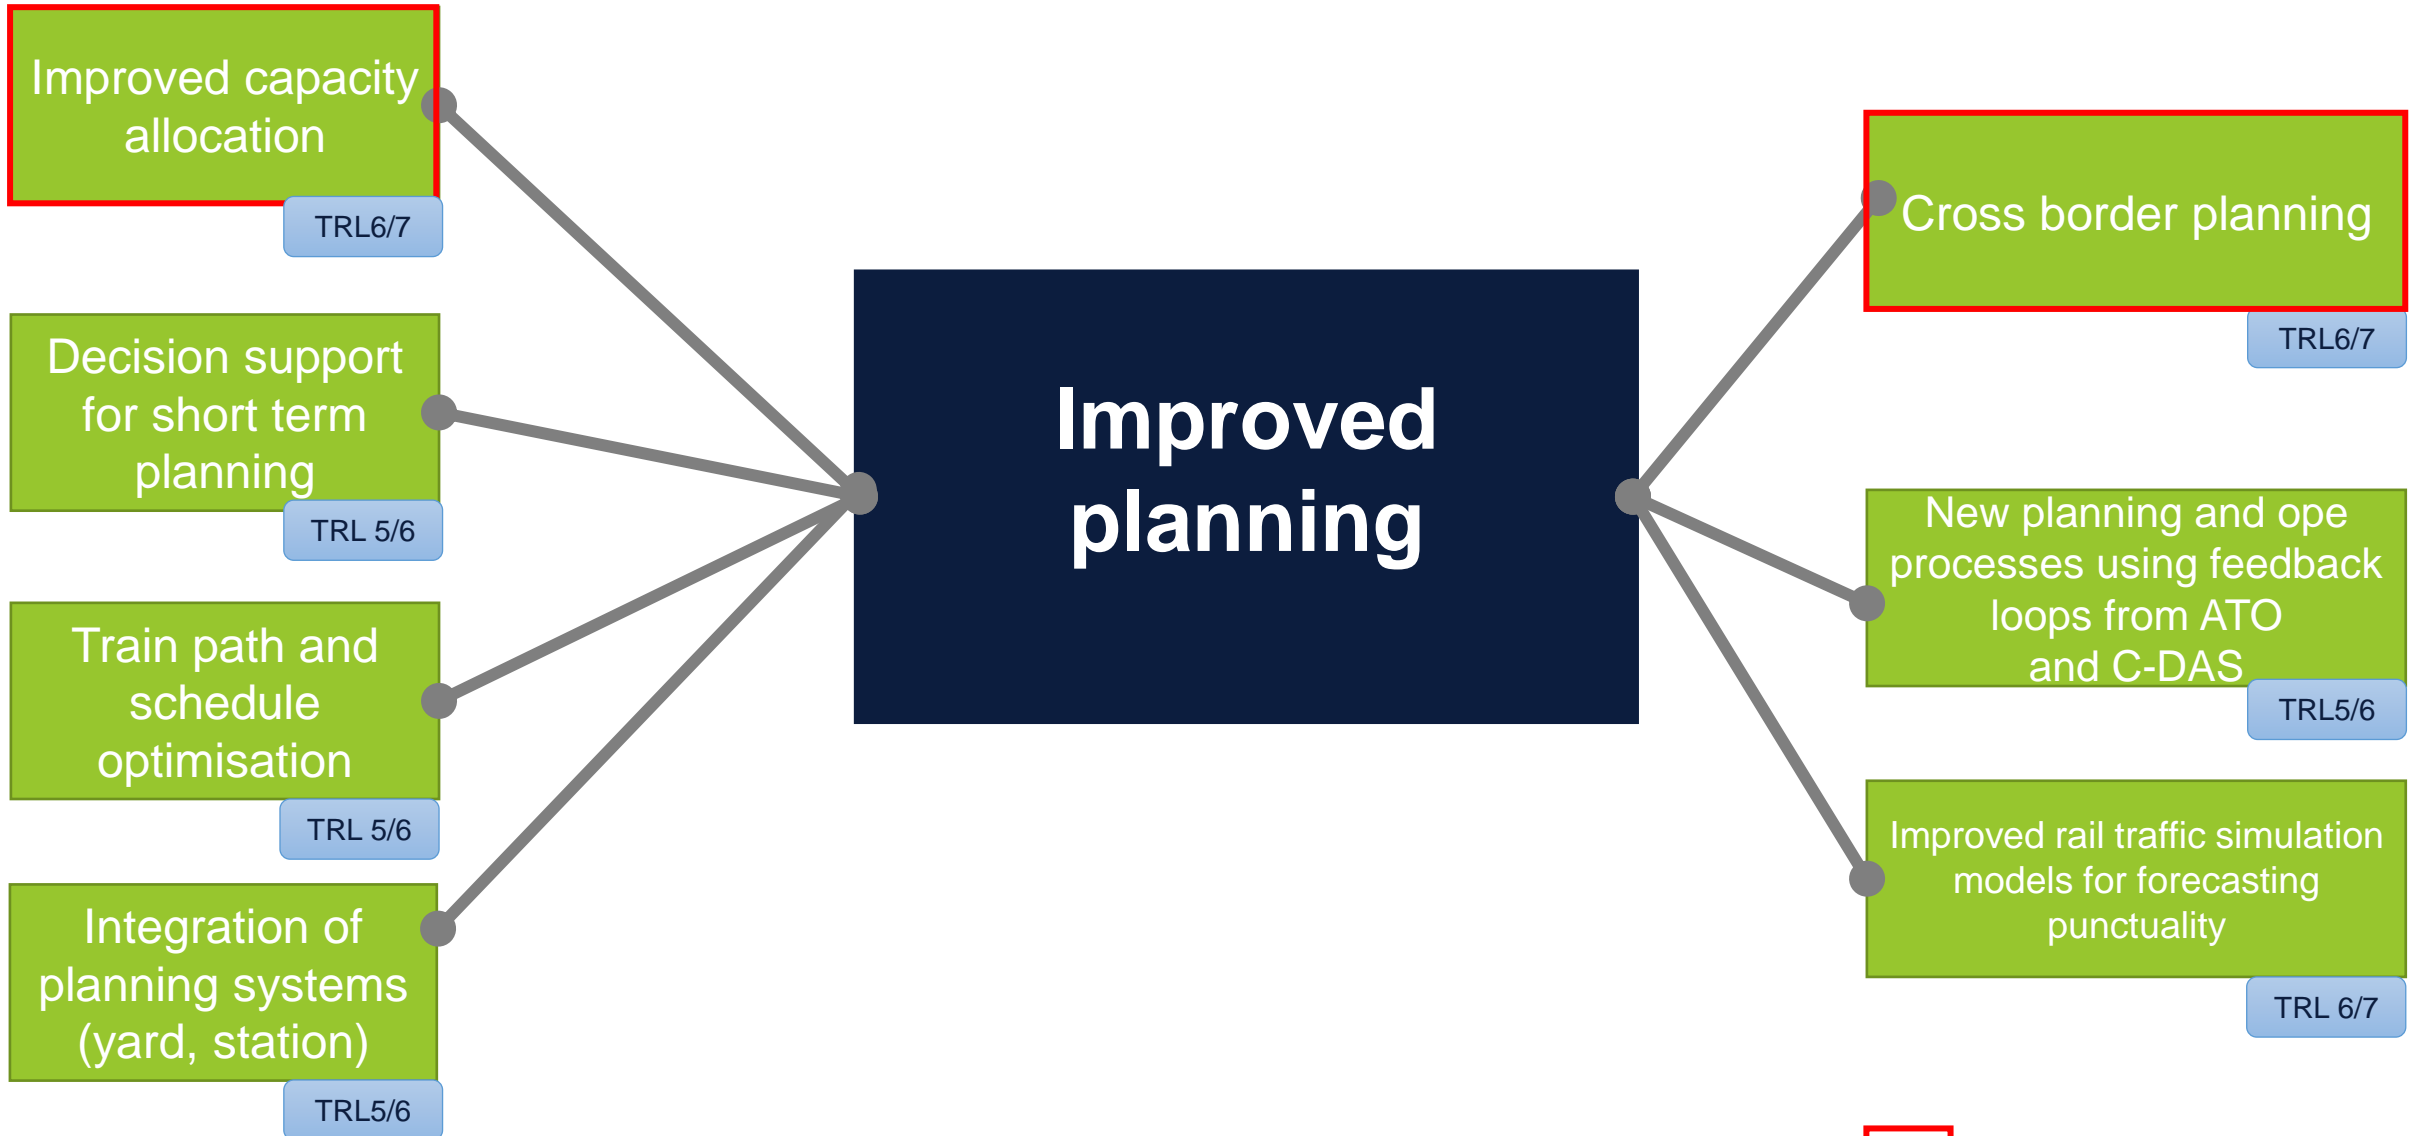 Improved capacity
allocation
TRL6/7
Decision support
for short term
planning
TRL 5/6
Train path and
schedule
optimisation
TRL 5/6
Integration of
planning systems
(yard, station)
TRL5/6
Improved
planning
Cross border planning
TRL6/7
New planning and ope
processes using feedback
loops from ATO
and C-DAS
TRL5/6
Improved rail traffic simulation
models for forecasting
punctuality
TRL 6/7